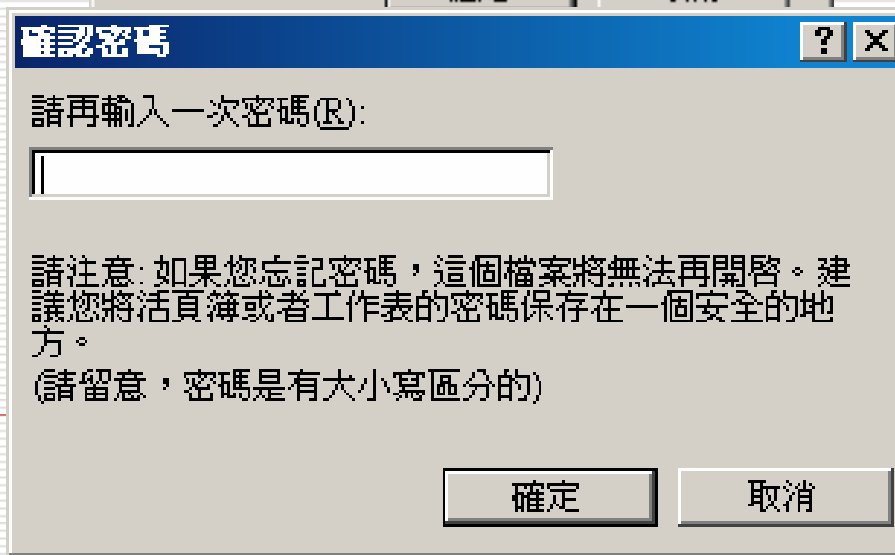 確認密碼
請再輸入一次密碼(R):
請注意: 如果您忘記密碼，這個檔案將無法再開啓。建
議您將活頁簿或者工作表的密碼保存在一個安全的地
方。
(請留意，密碼是有大小寫區分的)
確定
取消